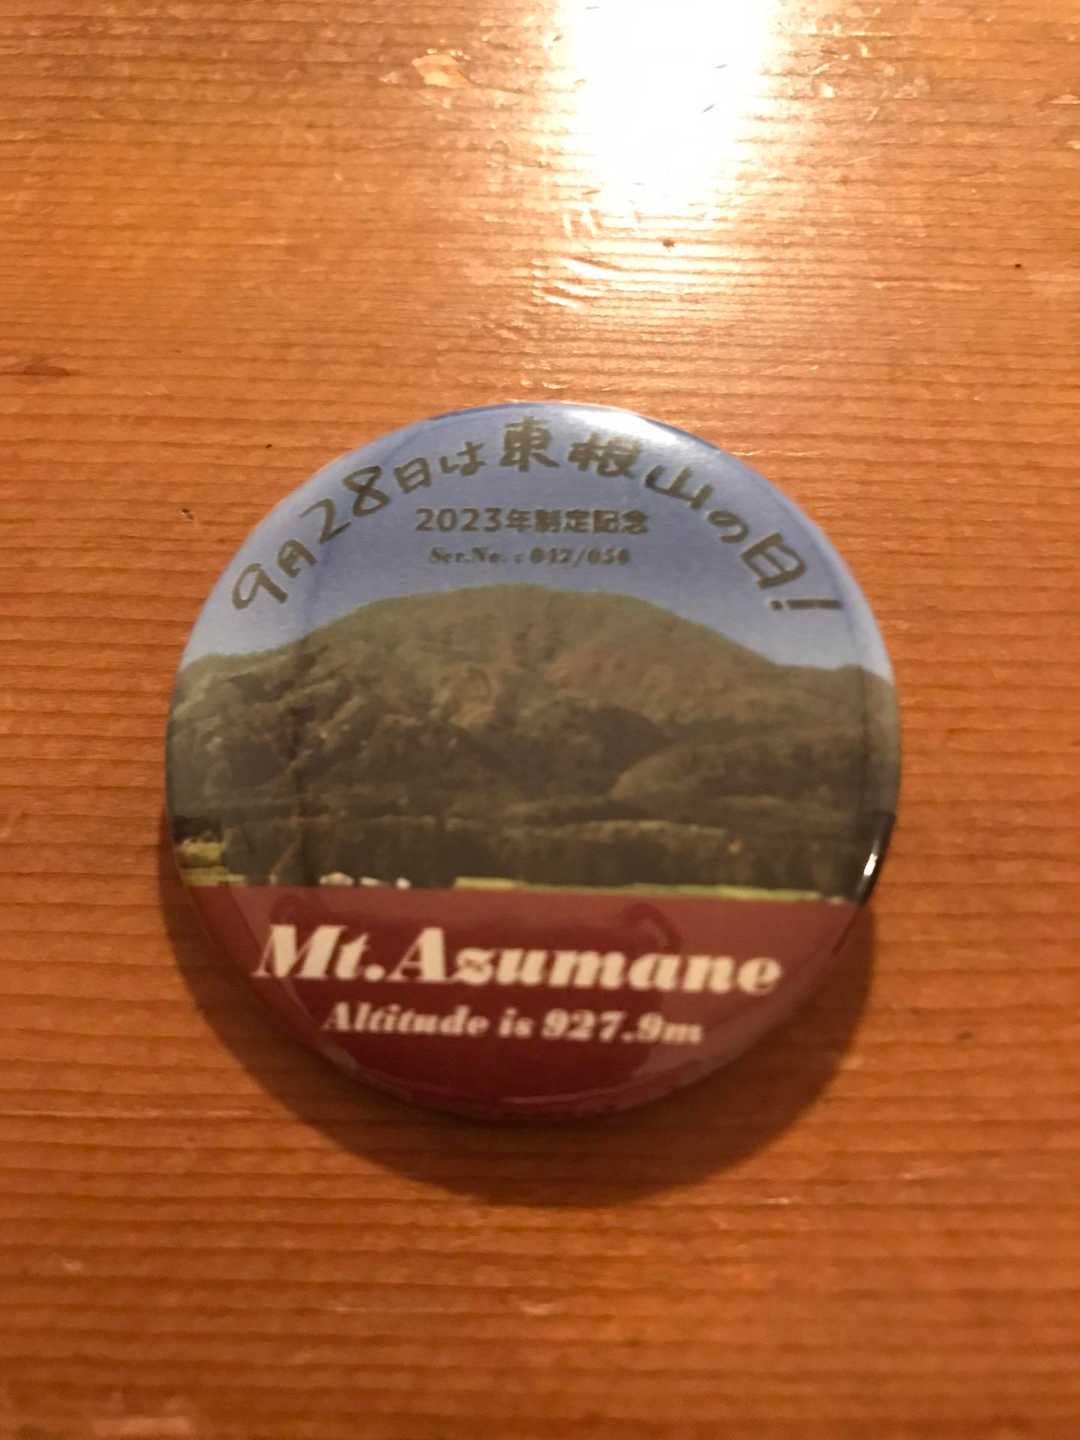 9月28日は東根山の日!
2023年制定記念
Ser.No.:042/050
Mt.Azumane
Altitude is 927.9m